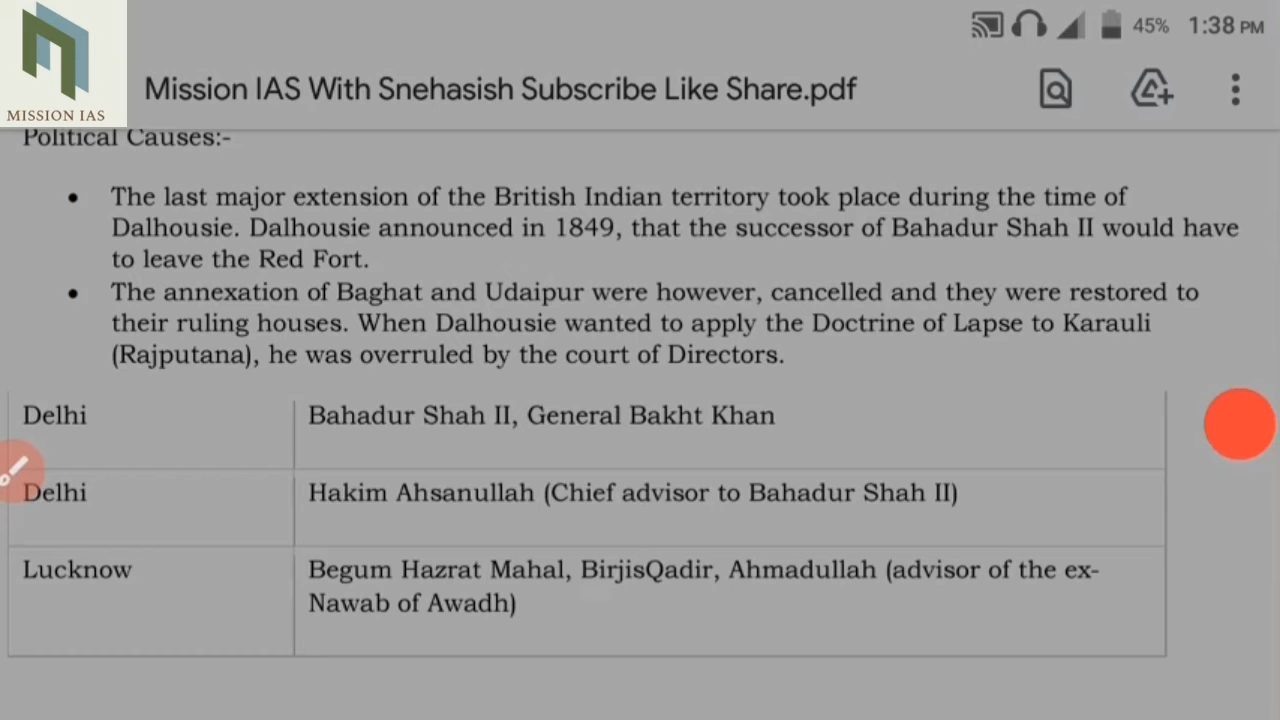 45% 1:38 PM
Mission IAS With Snehasish Subscribe Like Share.pdf
MISSION IAS
Political Causes:-
• The last major extension of the British Indian territory took place during the time of
Dalhousie. Dalhousie announced in 1849, that the successor of Bahadur Shah II would have
to leave the Red Fort.
• The annexation of Baghat and Udaipur were however, cancelled and they were restored to
their ruling houses. When Dalhousie wanted to apply the Doctrine of Lapse to Karauli
(Rajputana), he was overruled by the court of Directors.
Delhi Bahadur Shah II, General Bakht Khan
Delhi Hakim Ahsanullah (Chief advisor to Bahadur Shah II)
Lucknow Begum Hazrat Mahal, BirjisQadir, Ahmadullah (advisor of the ex-
Nawab of Awadh)